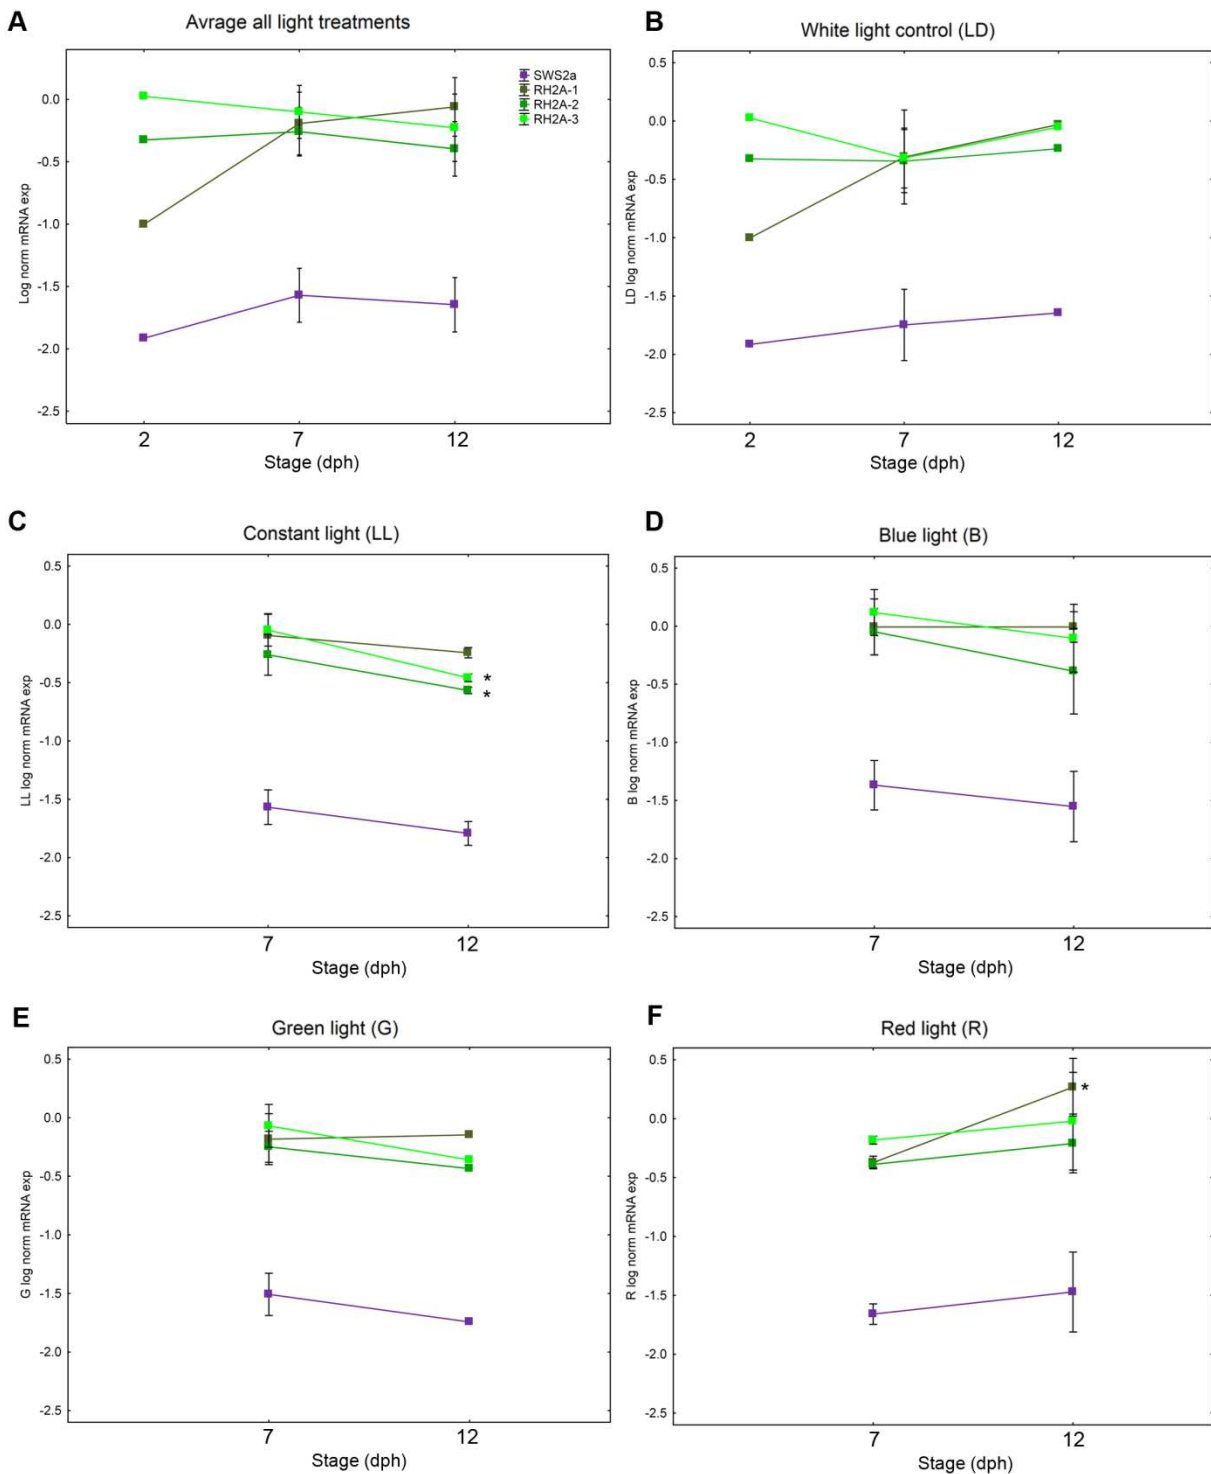 A
Avrage all light treatments
Log norm mRNA exp
0.0
-0.5
-1.0
-1.5
-2.0
-2.5
SWS2a
RH2A-1
RH2A-2
RH2A-3
2 7 12
Stage (dph)
B
White light control (LD)
LD log norm mRNA exp
0.5
0.0
-0.5
-1.0
-1.5
-2.0
-2.5
2 7 12
Stage (dph)
C
Constant light (LL)
LL log norm mRNA exp
0.5
0.0
-0.5
-1.0
-1.5
-2.0
-2.5
*
*
7 12
Stage (dph)
D
Blue light (B)
B log norm mRNA exp
0.5
0.0
-0.5
-1.0
-1.5
-2.0
-2.5
7 12
Stage (dph)
E
Green light (G)
G log norm mRNA exp
0.5
0.0
-0.5
-1.0
-1.5
-2.0
-2.5
7 12
Stage (dph)
F
Red light (R)
R log norm mRNA exp
0.5
0.0
-0.5
-1.0
-1.5
-2.0
-2.5
*
7 12
Stage (dph)